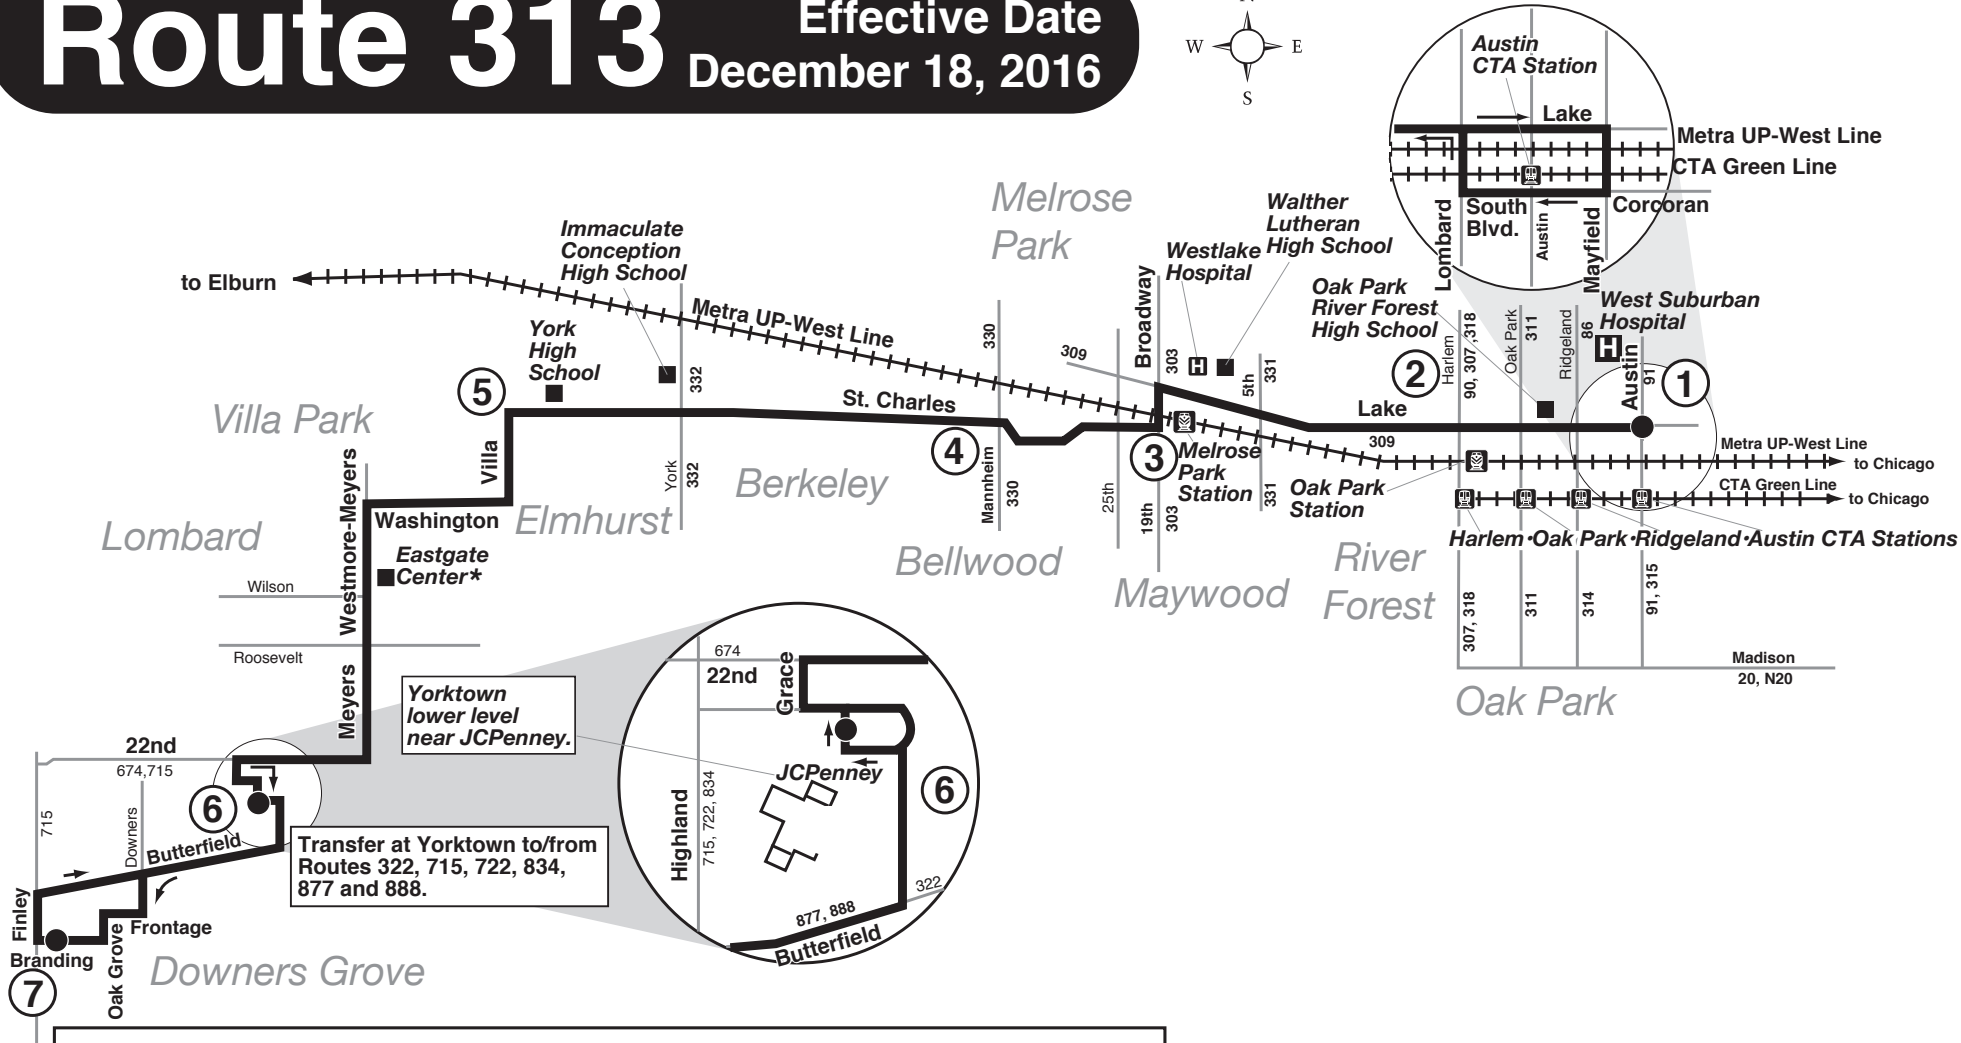 Route 313
Effective Date
December 18, 2016
W
E
S
Austin
CTA Station
Lake
Metra UP-West Line
CTA Green Line
Lombard
South
Blvd.
Austin
Mayfield
Corcoran
Melrose
Park
Walther
Lutheran
High School
Westlake
Hospital
Immaculate
Conception
High School
to Elburn
Metra UP-West Line
York
High
School
Oak Park
River Forest
High School
West Suburban
Hospital
H
H
Broadway
303
330
309
332
5th
331
2
Harlem
90, 307 ,318
Oak Park
311
Ridgeland
86
Austin
91
1
5
Villa Park
St. Charles
Lake
309
Metra UP-West Line
to Chicago
CTA Green Line
to Chicago
4
3
Melrose
Park
Station
Oak Park
Station
Villa
York
332
Berkeley
Mannheim
330
25th
19th
303
331
Westmore-Meyers
Washington
Elmhurst
Lombard
Eastgate
Center*
Harlem•Oak Park•Ridgeland•Austin CTA Stations
Bellwood
Maywood
River
Forest
307, 318
311
314
91, 315
Wilson
Roosevelt
Madison
20, N20
Oak Park
Meyers
Yorktown
lower level
near JCPenney.
674
22nd
Grace
22nd
674,715
JCPenney
6
6
Highland
715, 722, 834
715
Downers
Butterfield
Transfer at Yorktown to/from
Routes 322, 715, 722, 834,
877 and 888.
322
877, 888
Butterfield
Finley
Frontage
Branding
Oak Grove
Downers Grove
7